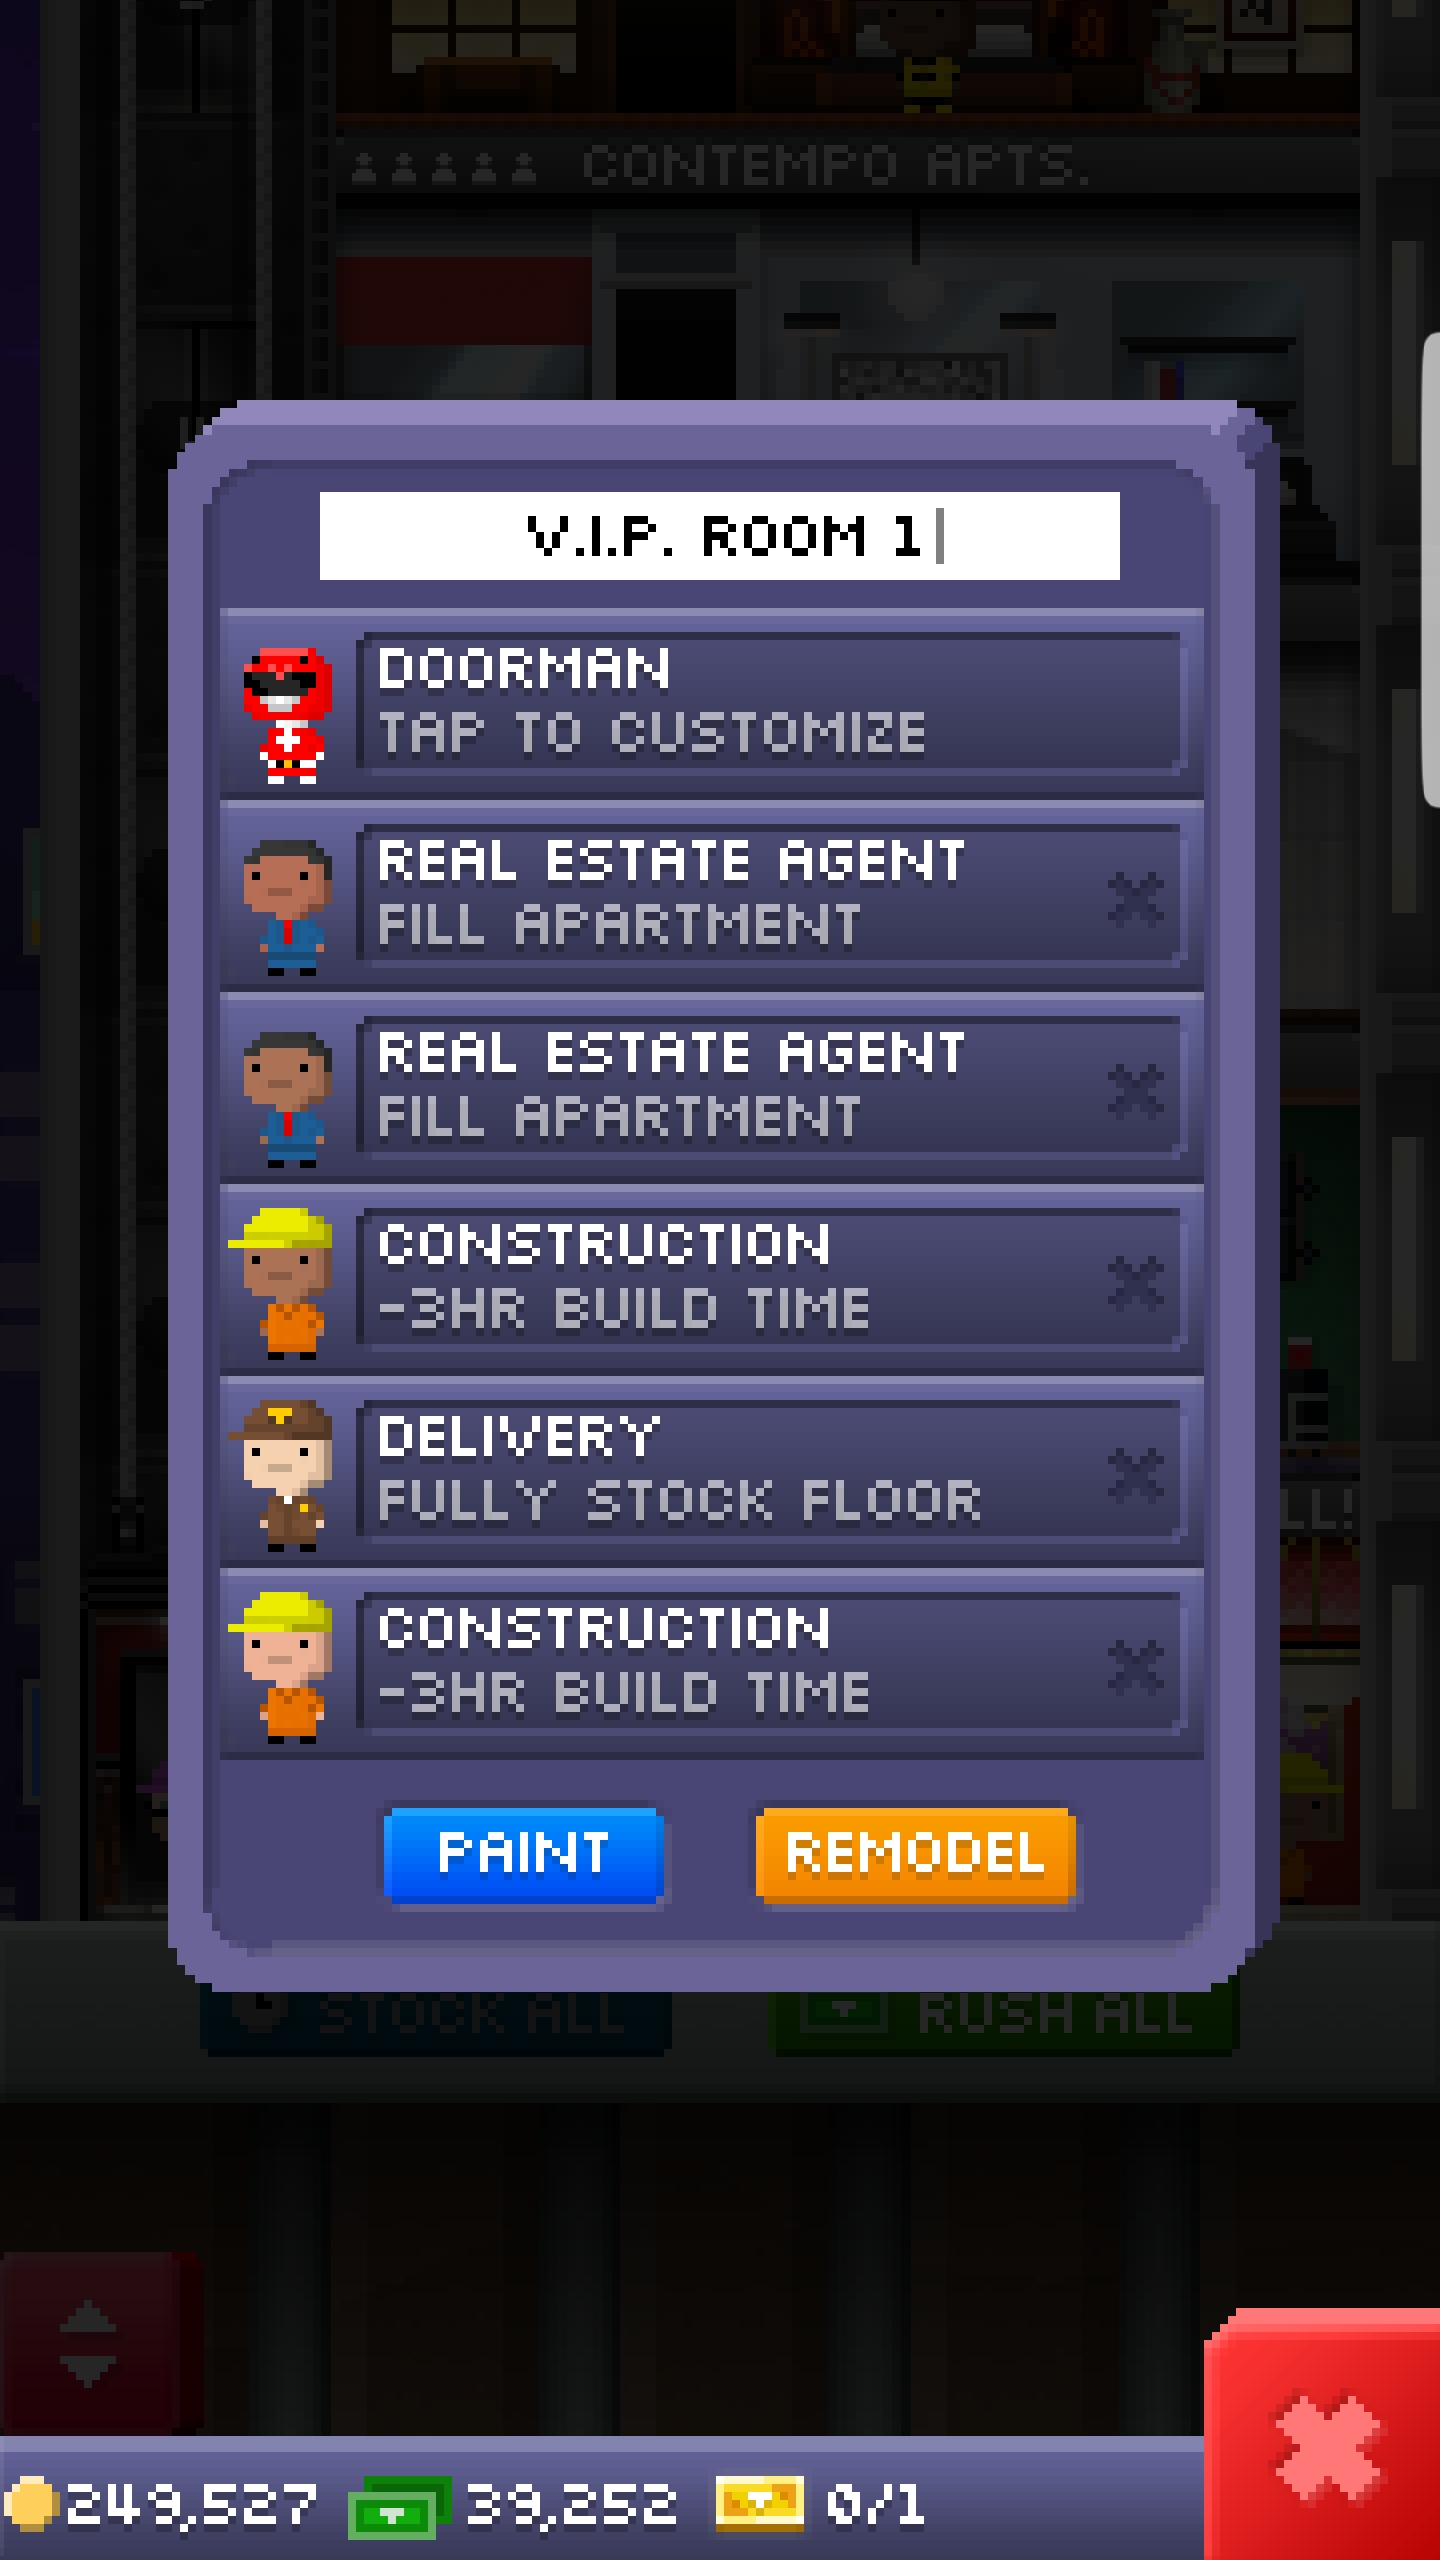 CONTEMPO APTS.
V.I.P. ROOM 1
DOORMAN
TAP TO CUSTOMIZE
REAL ESTATE AGENT
FILL APARTMENT
REAL ESTATE AGENT
FILL APARTMENT
CONSTRUCTION
-3HR BUILD TIME
DELIVERY
FULLY STOCK FLOOR
LL!
CONSTRUCTION
-3HR BUILD TIME
PAINT REMODEL
STOCK ALL RUSH ALL
249,527 39,252 0/1